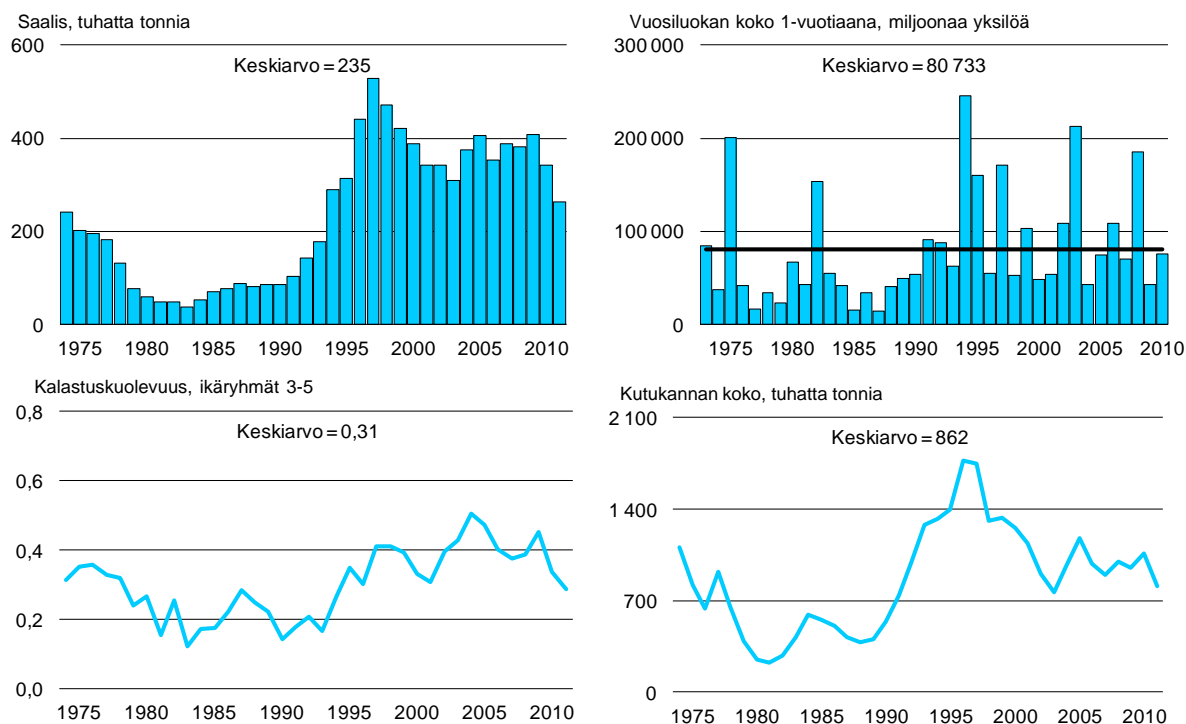 Saalis, tuhatta tonnia
600
400
200
0
Keskiarvo = 235
1975 1980 1985 1990 1995 2000 2005 2010
Vuosiluokan koko 1-vuotiaana, miljoonaa yksilöä
300 000
200 000
100 000
0
Keskiarvo = 80 733
1975 1980 1985 1990 1995 2000 2005 2010
Kalastuskuolevuus, ikäryhmät 3-5
0,8
0,6
0,4
0,2
0,0
Keskiarvo = 0,31
1975 1980 1985 1990 1995 2000 2005 2010
Kutukannan koko, tuhatta tonnia
2 100
1 400
700
0
Keskiarvo = 862
1975 1980 1985 1990 1995 2000 2005 2010